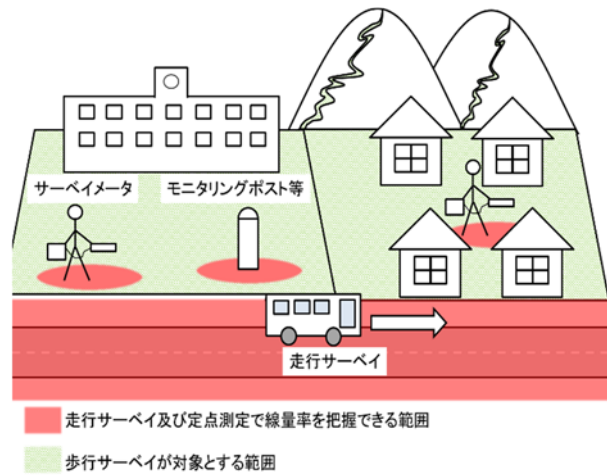 サーベイメータ
モニタリングポスト等
走行サーベイ
走行サーベイ及び定点測定で線量率を把握できる範囲
歩行サーベイが対象とする範囲